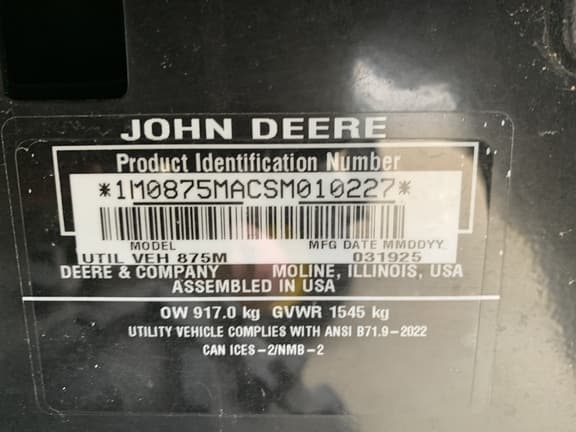 JOHN DEERE
Product Identification Number
*1M0875MACSM010227*
MODEL MFG DATE MMDDYY
UTIL VEH 875M 031925
DEERE & COMPANY MOLINE, ILLINOIS, USA
ASSEMBLED IN USA
OW 917.0 kg GVWR 1545 kg
UTILITY VEHICLE COMPLIES WITH ANSI B71.9-2022
CAN ICES-2/NMB-2